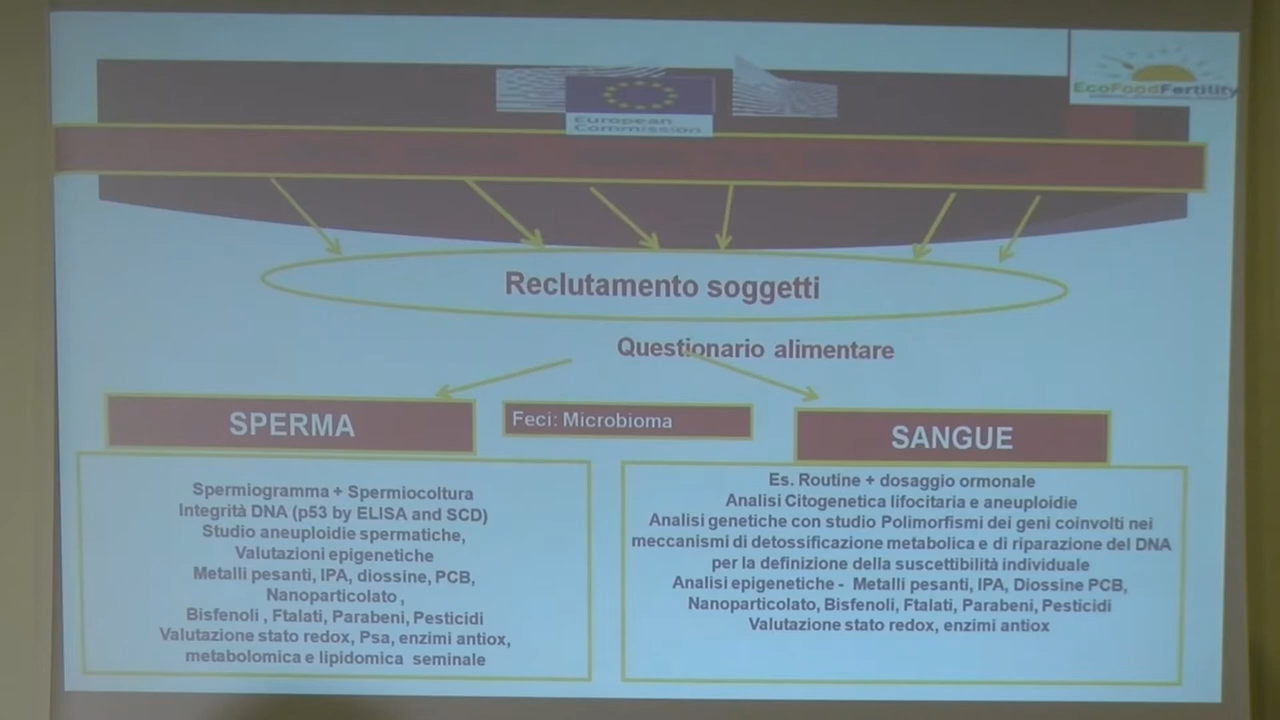 EcoFoodFertility
European
Commission
Reclutamento soggetti
Questionario alimentare
SPERMA
Feci: Microbioma
SANGUE
Spermiogramma + Spermiocoltura
Integrità DNA (p53 by ELISA and SCD)
Studio aneuploidie spermatiche,
Valutazioni epigenetiche
Metalli pesanti, IPA, diossine, PCB,
Nanoparticolato ,
Bisfenoli , Ftalati, Parabeni, Pesticidi
Valutazione stato redox, Psa, enzimi antiox,
metabolomica e lipidomica seminale
Es. Routine + dosaggio ormonale
Analisi Citogenetica lifocitaria e aneuploidie
Analisi genetiche con studio Polimorfismi dei geni coinvolti nei
meccanismi di detossificazione metabolica e di riparazione del DNA
per la definizione della suscettibilità individuale
Analisi epigenetiche - Metalli pesanti, IPA, Diossine PCB,
Nanoparticolato, Bisfenoli, Ftalati, Parabeni, Pesticidi
Valutazione stato redox, enzimi antiox